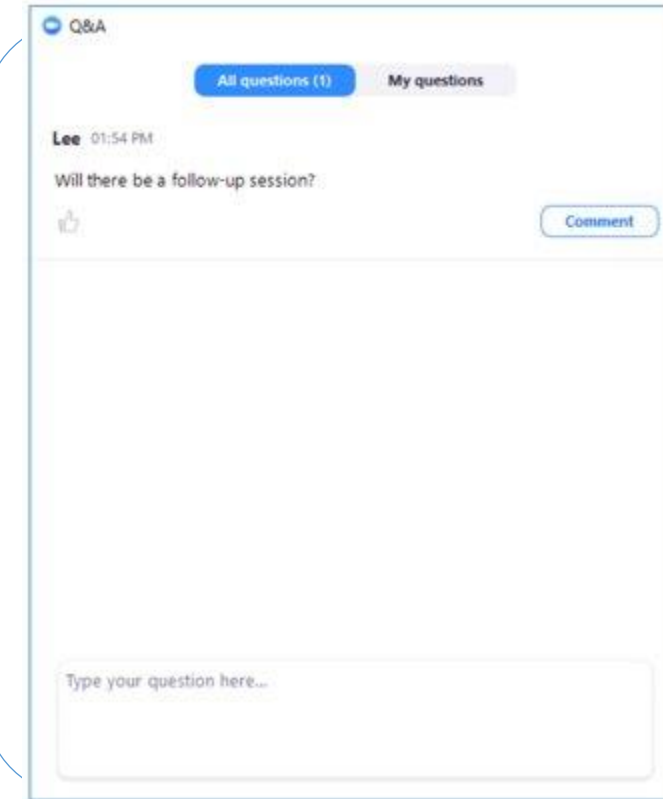 Q&A
All questions (1) My questions
Lee 01:54 PM
Will there be a follow-up session?
Comment
Type your question here...